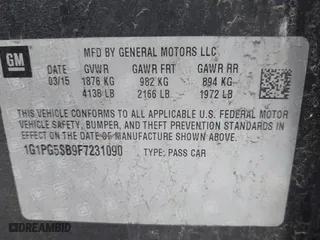 GM
MFD BY GENERAL MOTORS LLC
DATE GVWR GAWR FRT GAWR RR
03/15 1876 KG 982 KG 894 KG
4138 LB 2166 LB 1972 LB
THIS VEHICLE CONFORMS TO ALL APPLICABLE U.S. FEDERAL MOTOR
VEHICLE SAFETY, BUMPER, AND THEFT PREVENTION STANDARDS IN
EFFECT ON THE DATE OF MANUFACTURE SHOWN ABOVE.
1G1PG5SB9F7231090 TYPE: PASS CAR